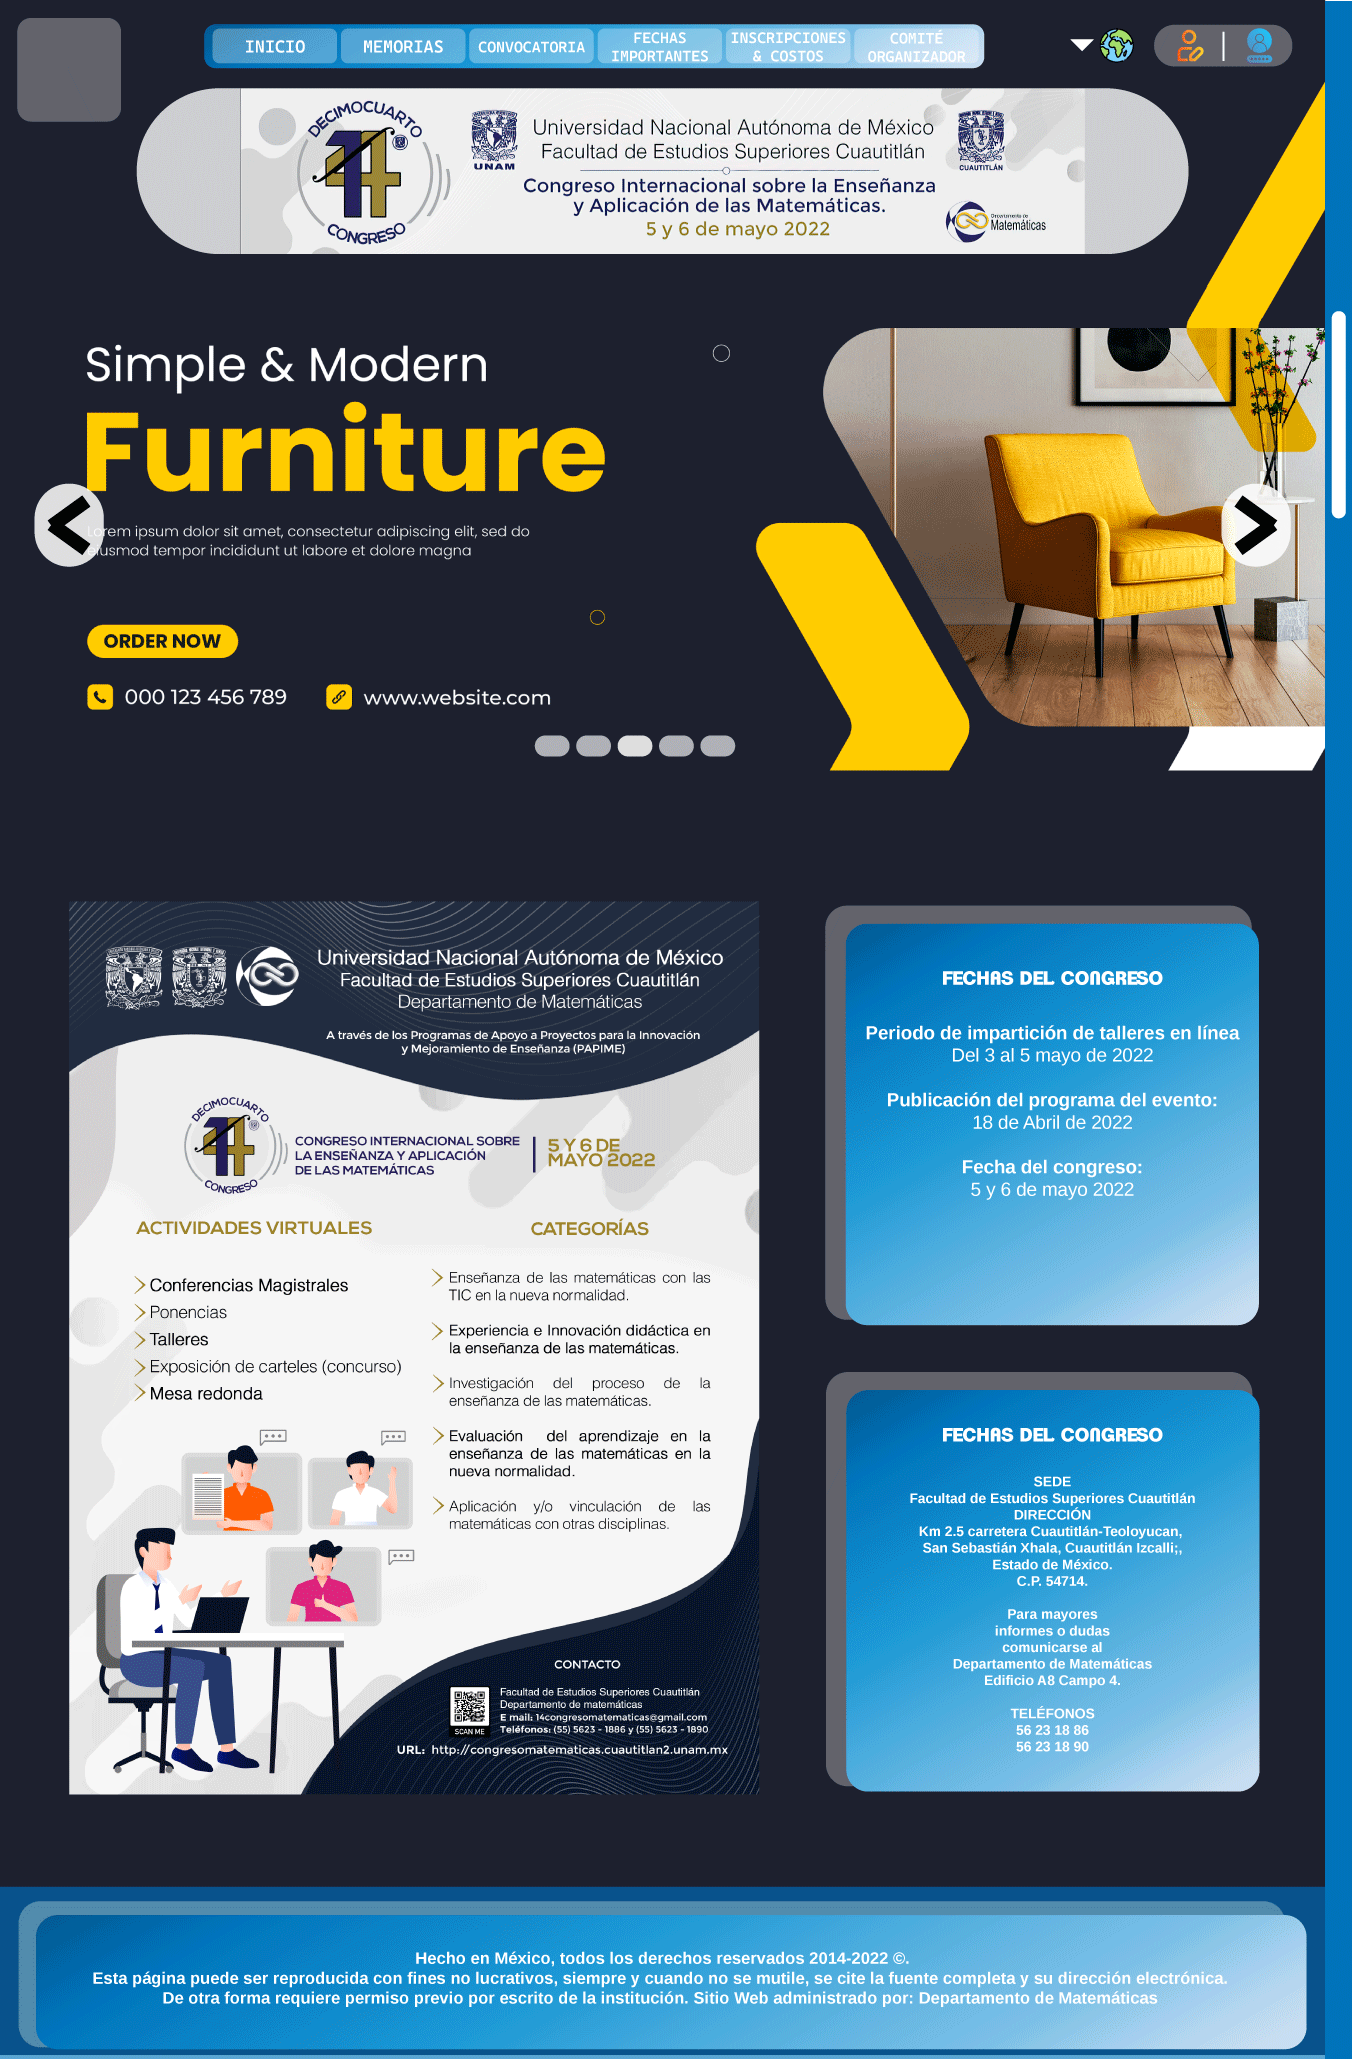 INICIO
MEMORIAS
CONVOCATORIA
FECHAS
IMPORTANTES
INSCRIPCIONES
& COSTOS
COMITÉ
ORGANIZADOR
DECIMOCUARTO
14
CONGRESO
UNAM
Universidad Nacional Autónoma de México
Facultad de Estudios Superiores Cuautitlán
Congreso Internacional sobre la Enseñanza
y Aplicación de las Matemáticas.
5 y 6 de mayo 2022
CUAUTITLÁN
Departamento de
Matemáticas
Simple & Modern
Furniture
Lorem ipsum dolor sit amet, consectetur adipiscing elit, sed do
eiusmod tempor incididunt ut labore et dolore magna
ORDER NOW
000 123 456 789
www.website.com
Universidad Nacional Autónoma de México
Facultad de Estudios Superiores Cuautitlán
Departamento de Matemáticas
A través de los Programas de Apoyo a Proyectos para la Innovación
y Mejoramiento de Enseñanza (PAPIME)
DECIMOCUARTO
14
CONGRESO
CONGRESO INTERNACIONAL SOBRE
LA ENSEÑANZA Y APLICACIÓN
DE LAS MATEMÁTICAS
5 Y 6 DE
MAYO 2022
ACTIVIDADES VIRTUALES
Conferencias Magistrales
Ponencias
Talleres
Exposición de carteles (concurso)
Mesa redonda
CATEGORÍAS
Enseñanza de las matemáticas con las
TIC en la nueva normalidad.
Experiencia e Innovación didáctica en
la enseñanza de las matemáticas.
Investigación del proceso de la
enseñanza de las matemáticas.
Evaluación del aprendizaje en la
enseñanza de las matemáticas en la
nueva normalidad.
Aplicación y/o vinculación de las
matemáticas con otras disciplinas.
CONTACTO
SCAN ME
Facultad de Estudios Superiores Cuautitlán
Departamento de matemáticas
E mail: 14congresomatematicas@gmail.com
Teléfonos: (55) 5623 - 1886 y (55) 5623 - 1890
URL: http://congresomatematicas.cuautitlan2.unam.mx
FECHAS DEL CONGRESO
Periodo de impartición de talleres en línea
Del 3 al 5 mayo de 2022
Publicación del programa del evento:
18 de Abril de 2022
Fecha del congreso:
5 y 6 de mayo 2022
FECHAS DEL CONGRESO
SEDE
Facultad de Estudios Superiores Cuautitlán
DIRECCIÓN
Km 2.5 carretera Cuautitlán-Teoloyucan,
San Sebastián Xhala, Cuautitlán Izcalli;,
Estado de México.
C.P. 54714.
Para mayores
informes o dudas
comunicarse al
Departamento de Matemáticas
Edificio A8 Campo 4.
TELÉFONOS
56 23 18 86
56 23 18 90
Hecho en México, todos los derechos reservados 2014-2022 ©.
Esta página puede ser reproducida con fines no lucrativos, siempre y cuando no se mutile, se cite la fuente completa y su dirección electrónica.
De otra forma requiere permiso previo por escrito de la institución. Sitio Web administrado por: Departamento de Matemáticas